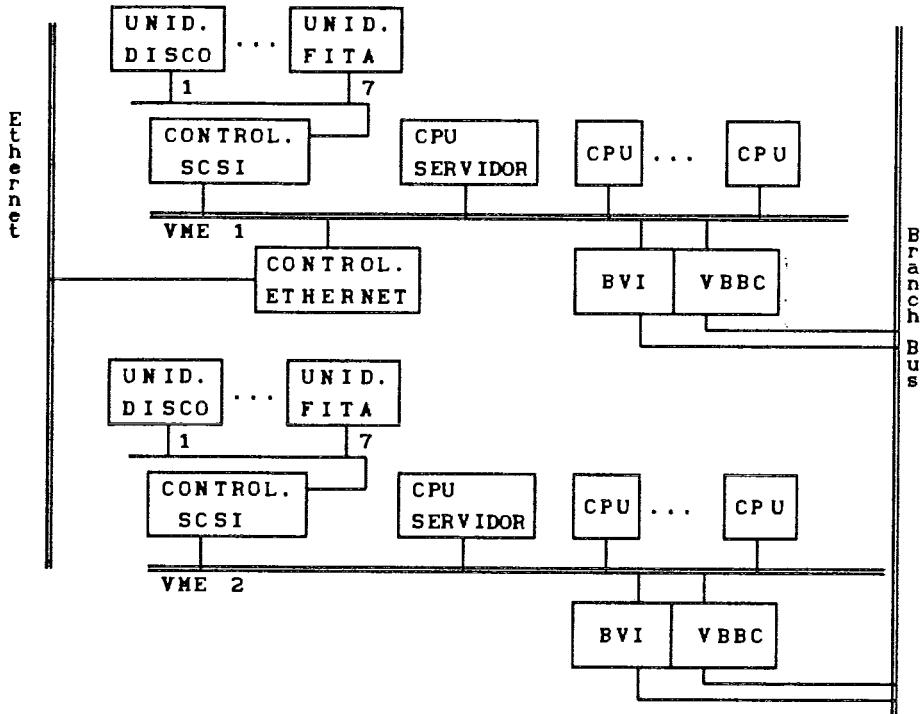 UNID.
DISCO
...
UNID.
FITA
1
7
Ethernet
CONTROL.
SCSI
CPU
SERVIDOR
CPU
...
CPU
VME 1
CONTROL.
ETHERNET
BVI
VBBC
Branch Bus
UNID.
DISCO
...
UNID.
FITA
1
7
CONTROL.
SCSI
CPU
SERVIDOR
CPU
...
CPU
VME 2
BVI
VBBC